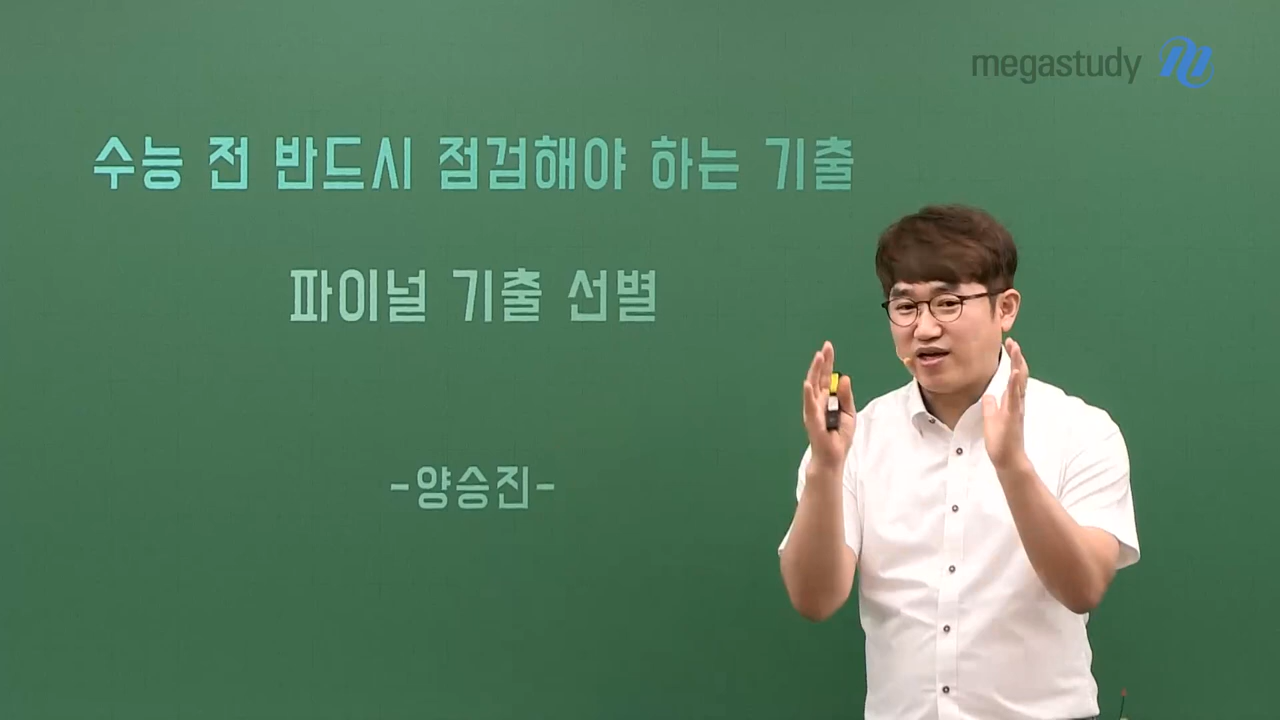 megastudy
수능 전 반드시 점검해야 하는 기출
파이널 기출 선별
-양승진-